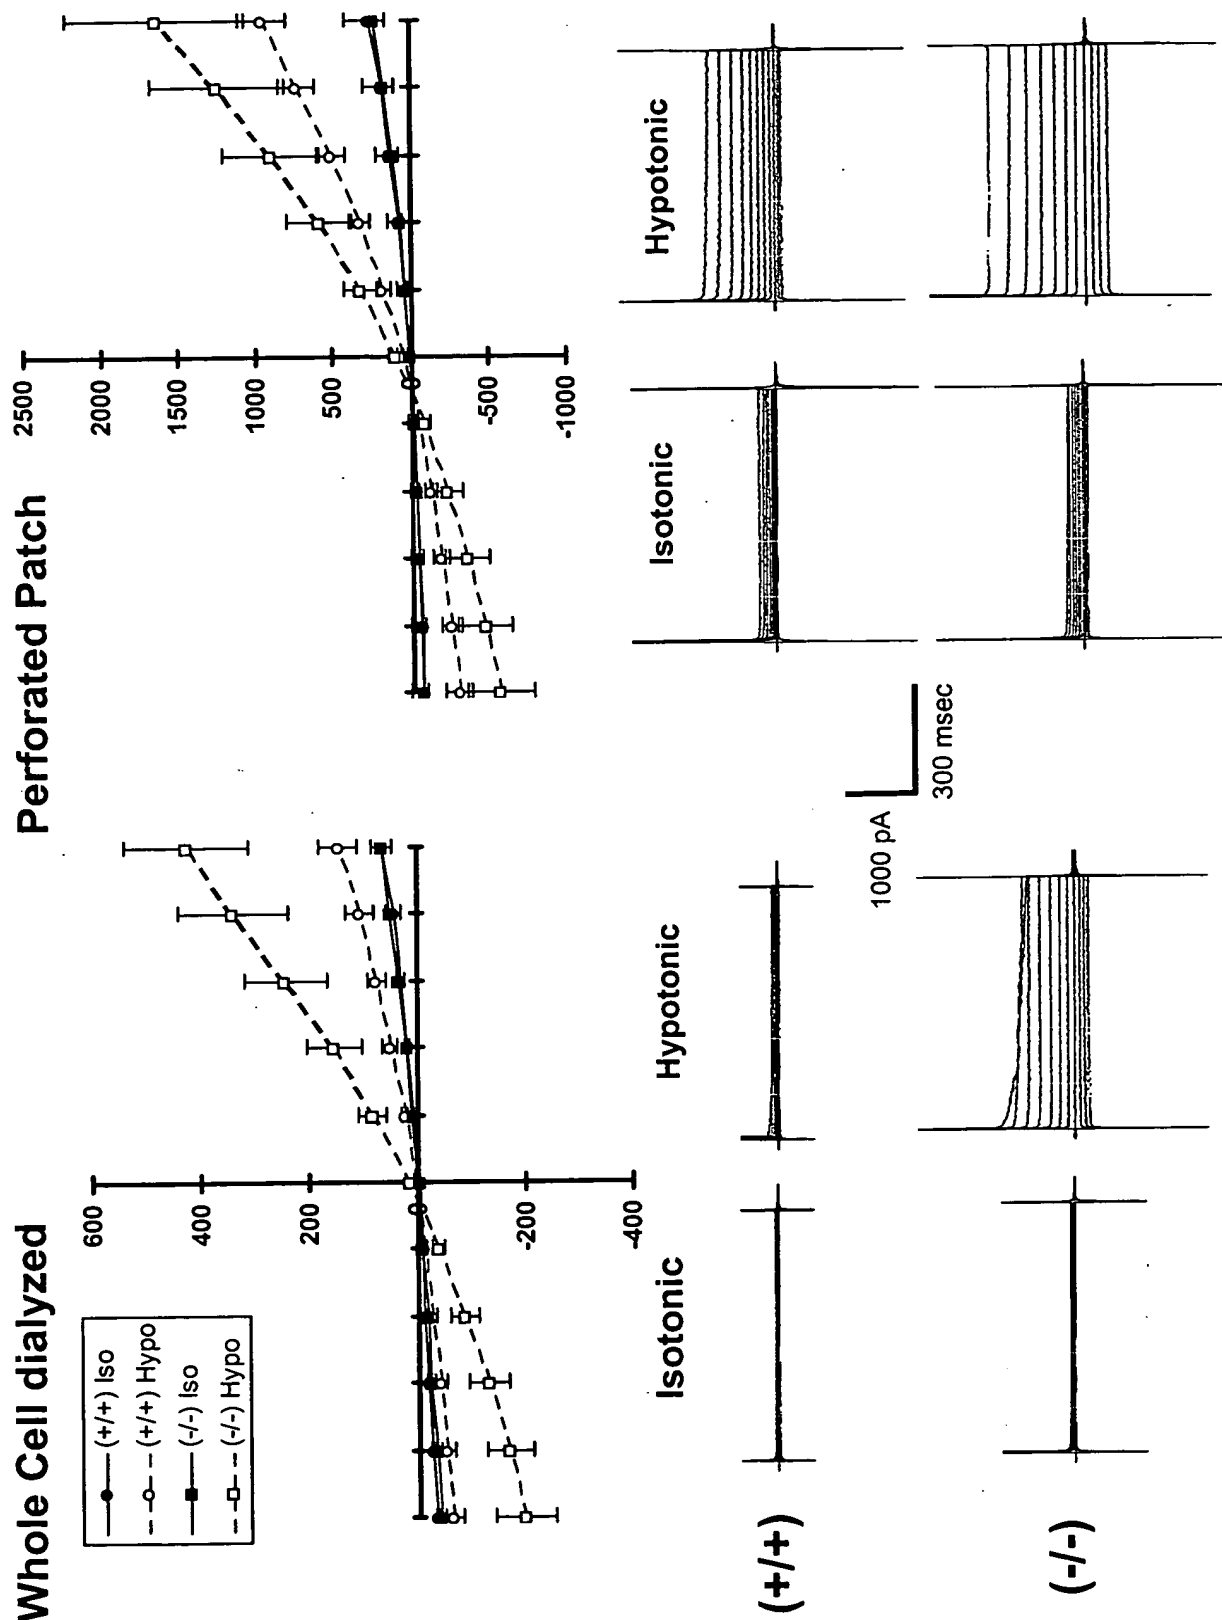 Whole Cell dialyzed
(+/+) Iso
(+/+) Hypo
(-/-) Iso
(-/-) Hypo
600
400
200
0
-200
-400
Perforated Patch
2500
2000
1500
1000
500
0
-500
-1000
Isotonic
Hypotonic
Isotonic
Hypotonic
(+/+)
(-/-)
1000 pA
300 msec